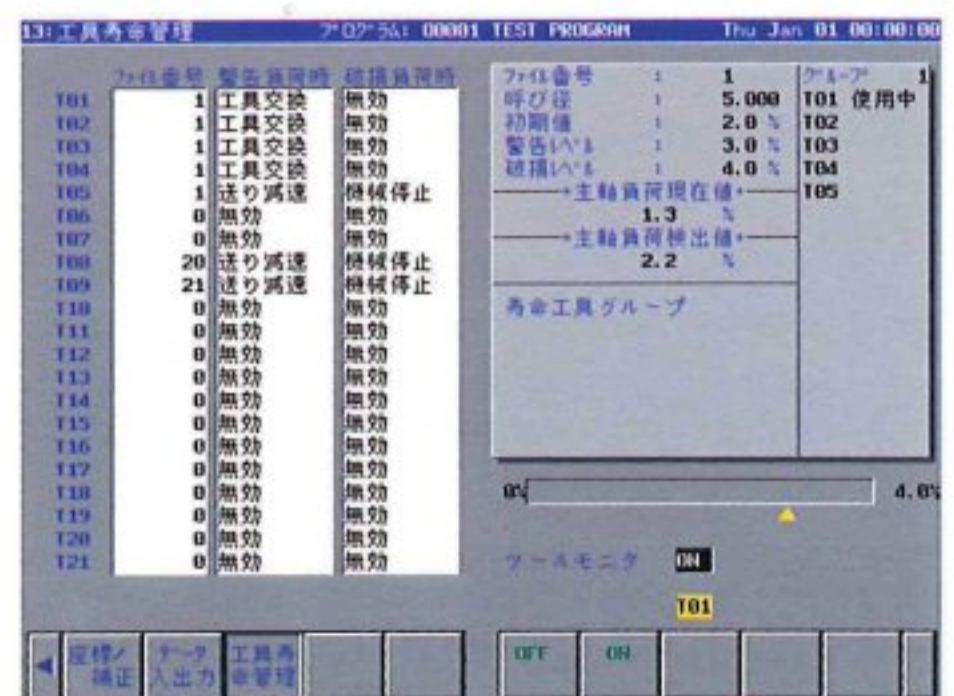 13:工具寿命管理 プログラム: 00001 TEST PROGRAM Thu Jan 01 00:00:00
ファイル番号 警告負荷時 破損負荷時
T01 1 工具交換 無効
T02 1 工具交換 無効
T03 1 工具交換 無効
T04 1 工具交換 無効
T05 1 送り減速 機械停止
T06 0 無効 無効
T07 0 無効 無効
T08 20 送り減速 機械停止
T09 21 送り減速 機械停止
T10 0 無効 無効
T11 0 無効 無効
T12 0 無効 無効
T13 0 無効 無効
T14 0 無効 無効
T15 0 無効 無効
T16 0 無効 無効
T17 0 無効 無効
T18 0 無効 無効
T19 0 無効 無効
T20 0 無効 無効
T21 0 無効 無効
ファイル番号 : 1
呼び径 : 5.000
初期値 : 2.0 %
警告レベル : 3.0 %
破損レベル : 4.0 %
*主軸負荷現在値*
1.3 %
*主軸負荷検出値*
2.2 %
寿命工具グループ
グループ 1
T01 使用中
T02
T03
T04
T05
0% 4.0%
ツールモニタ ON
T01
座標/補正 データ入出力 工具寿命管理 OFF ON